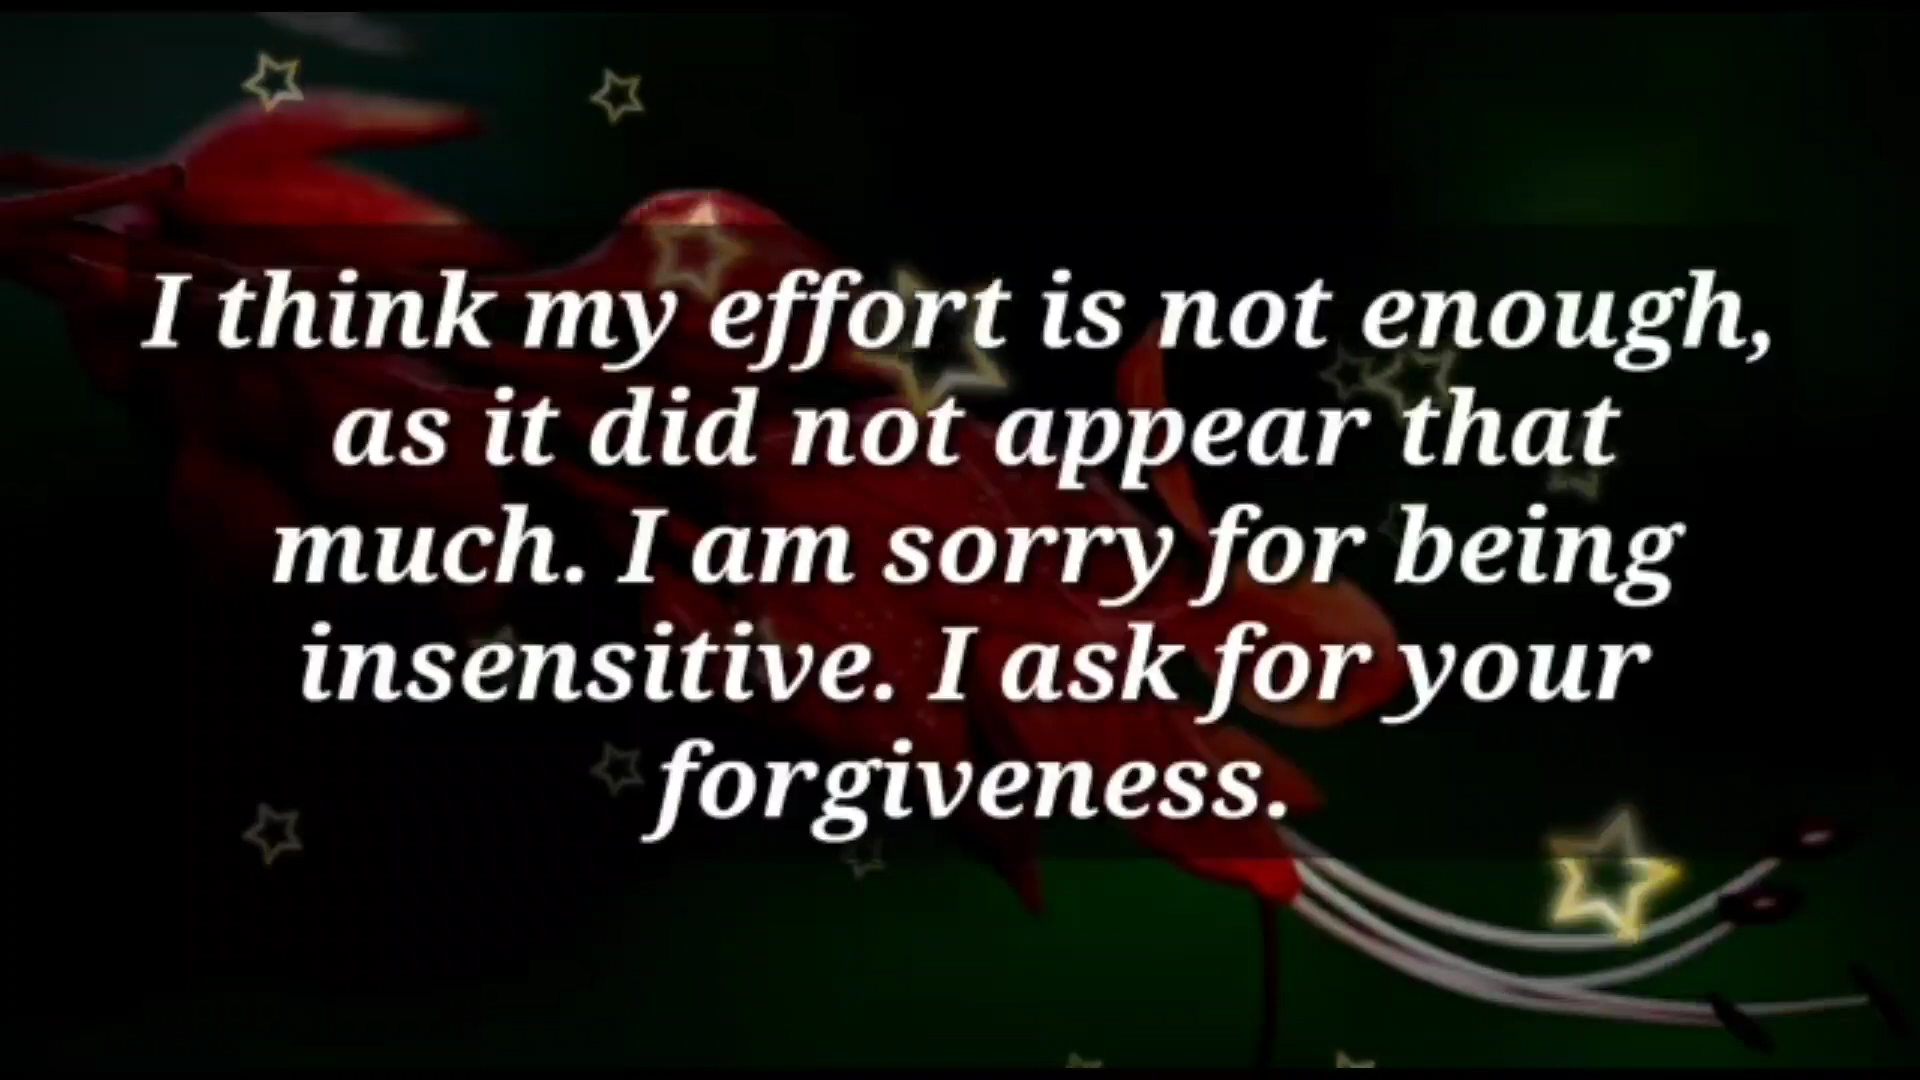 I think my effort is not enough,
as it did not appear that
much. I am sorry for being
insensitive. I ask for your
forgiveness.